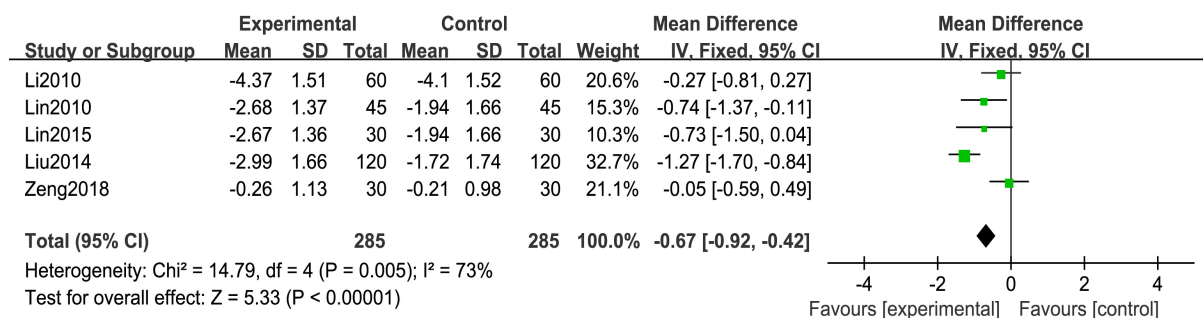 Experimental Control Mean Difference Mean Difference
Study or Subgroup Mean SD Total Mean SD Total Weight IV, Fixed, 95% CI IV, Fixed, 95% CI
Li2010 -4.37 1.51 60 -4.1 1.52 60 20.6% -0.27 [-0.81, 0.27]
Lin2010 -2.68 1.37 45 -1.94 1.66 45 15.3% -0.74 [-1.37, -0.11]
Lin2015 -2.67 1.36 30 -1.94 1.66 30 10.3% -0.73 [-1.50, 0.04]
Liu2014 -2.99 1.66 120 -1.72 1.74 120 32.7% -1.27 [-1.70, -0.84]
Zeng2018 -0.26 1.13 30 -0.21 0.98 30 21.1% -0.05 [-0.59, 0.49]
Total (95% CI) 285 285 100.0% -0.67 [-0.92, -0.42]
Heterogeneity: Chi² = 14.79, df = 4 (P = 0.005); I² = 73%
Test for overall effect: Z = 5.33 (P < 0.00001)
-4 -2 0 2 4
Favours [experimental] Favours [control]